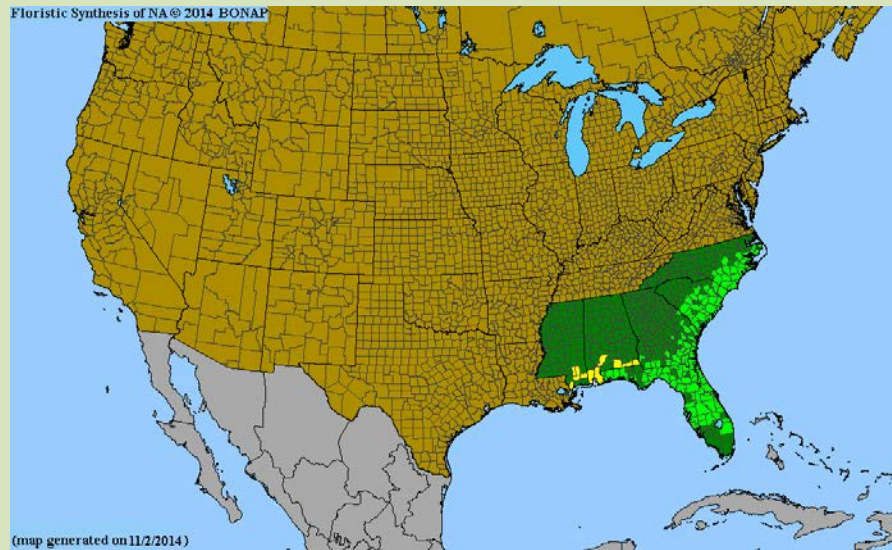 Floristic Synthesis of NA © 2014 BONAP
(map generated on 11/2/2014)